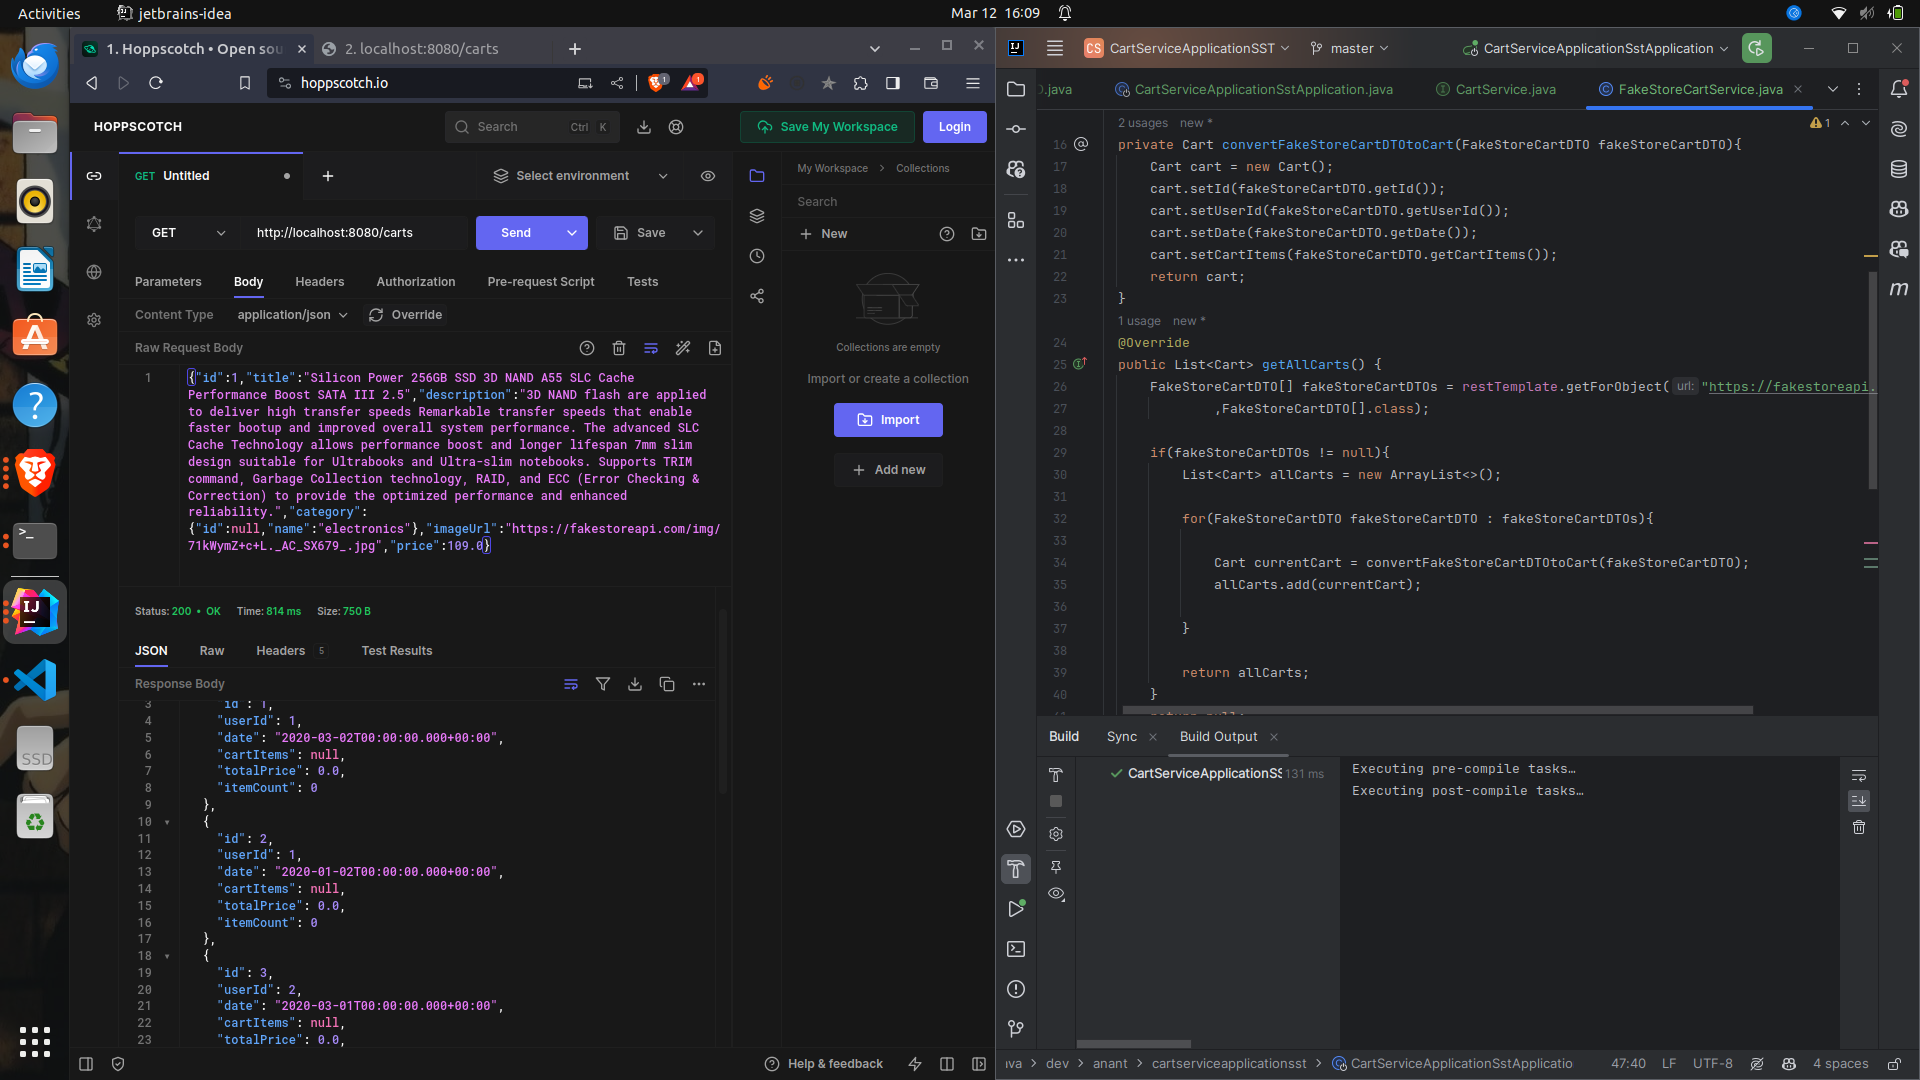 Activities
jetbrains-idea
Mar 12 16:09
1. Hoppscotch • Open sou
2. localhost:8080/carts
hoppscotch.io
HOPPSCOTCH
Search
Ctrl K
Save My Workspace
Login
GET Untitled
Select environment
GET
http://localhost:8080/carts
Send
Save
Parameters
Body
Headers
Authorization
Pre-request Script
Tests
Content Type
application/json
Override
Raw Request Body
1
{"id":1,"title":"Silicon Power 256GB SSD 3D NAND A55 SLC Cache
Performance Boost SATA III 2.5","description":"3D NAND flash are applied
to deliver high transfer speeds Remarkable transfer speeds that enable
faster bootup and improved overall system performance. The advanced SLC
Cache Technology allows performance boost and longer lifespan 7mm slim
design suitable for Ultrabooks and Ultra-slim notebooks. Supports TRIM
command, Garbage Collection technology, RAID, and ECC (Error Checking &
Correction) to provide the optimized performance and enhanced
reliability.","category":
{"id":null,"name":"electronics"},"imageUrl":"https://fakestoreapi.com/img/
71kWymZ+c+L._AC_SX679_.jpg","price":109.0}
Status: 200 • OK Time: 814 ms Size: 750 B
JSON
Raw
Headers 5
Test Results
Response Body
3 "id": 1,
4 "userId": 1,
5 "date": "2020-03-02T00:00:00.000+00:00",
6 "cartItems": null,
7 "totalPrice": 0.0,
8 "itemCount": 0
9 },
10 {
11 "id": 2,
12 "userId": 1,
13 "date": "2020-01-02T00:00:00.000+00:00",
14 "cartItems": null,
15 "totalPrice": 0.0,
16 "itemCount": 0
17 },
18 {
19 "id": 3,
20 "userId": 2,
21 "date": "2020-03-01T00:00:00.000+00:00",
22 "cartItems": null,
23 "totalPrice": 0.0,
Help & feedback
My Workspace > Collections
Search
New
Collections are empty
Import or create a collection
Import
Add new
SSD
CS CartServiceApplicationSST
master
CartServiceApplicationSstApplication
.java
CartServiceApplicationSstApplication.java
CartService.java
FakeStoreCartService.java
2 usages new *
1
16 private Cart convertFakeStoreCartDTOtoCart(FakeStoreCartDTO fakeStoreCartDTO){
17 Cart cart = new Cart();
18 cart.setId(fakeStoreCartDTO.getId());
19 cart.setUserId(fakeStoreCartDTO.getUserId());
20 cart.setDate(fakeStoreCartDTO.getDate());
21 cart.setCartItems(fakeStoreCartDTO.getCartItems());
22 return cart;
23 }
1 usage new *
24 @Override
25 public List<Cart> getAllCarts() {
26 FakeStoreCartDTO[] fakeStoreCartDTOs = restTemplate.getForObject( url: "https://fakestoreapi.
27 ,FakeStoreCartDTO[].class);
28
29 if(fakeStoreCartDTOs != null){
30 List<Cart> allCarts = new ArrayList<>();
31
32 for(FakeStoreCartDTO fakeStoreCartDTO : fakeStoreCartDTOs){
33
34 Cart currentCart = convertFakeStoreCartDTOtoCart(fakeStoreCartDTO);
35 allCarts.add(currentCart);
36
37 }
38
39 return allCarts;
40 }
Build
Sync
Build Output
CartServiceApplicationSS 131 ms
Executing pre-compile tasks…
Executing post-compile tasks…
ava > dev > anant > cartserviceapplicationsst > CartServiceApplicationSstApplicatio
47:40 LF UTF-8 4 spaces